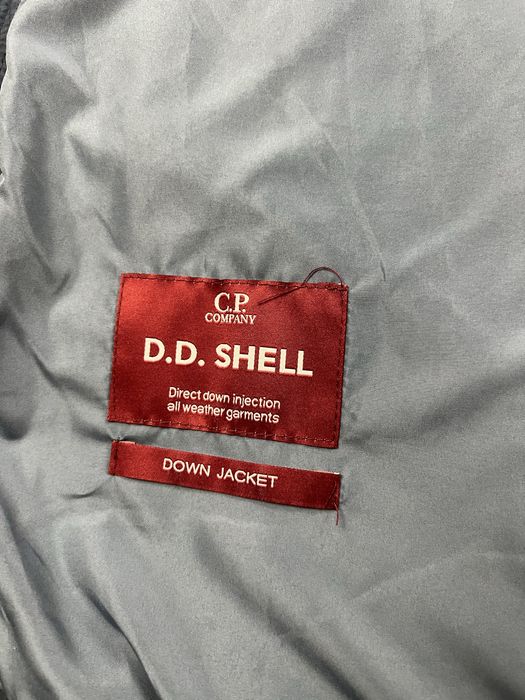 C.P.
COMPANY
D.D. SHELL
Direct down injection
all weather garments
DOWN JACKET